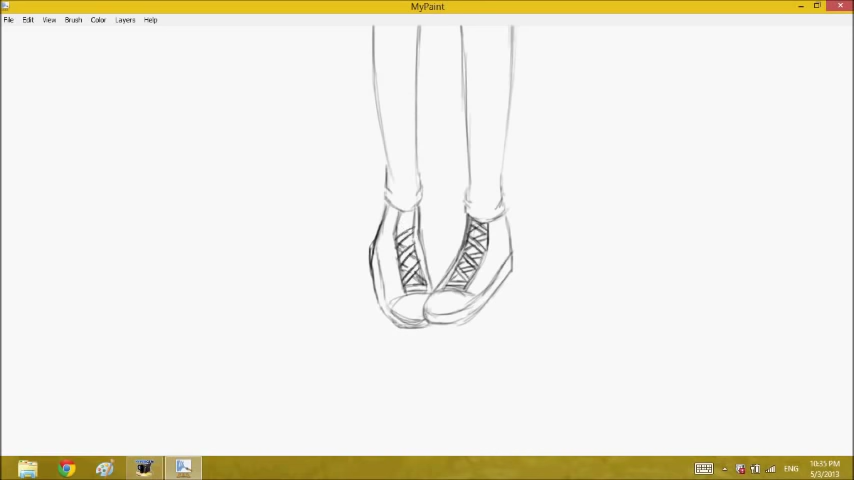 MyPaint
File Edit View Brush Color Layers Help
ENG
10:35 PM
5/3/2013